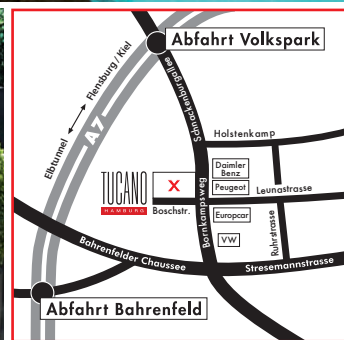 Abfahrt Volkspark
Flensburg / Kiel
Elbtunnel
A7
Schnackenburgallee
Holstenkamp
Daimler
Benz
Peugeot
Leunastrasse
TUCANO
HAMBURG
X
Boschstr.
Bornkampsweg
Europcar
VW
Ruhrstrasse
Bahrenfelder Chaussee
Stresemannstrasse
Abfahrt Bahrenfeld